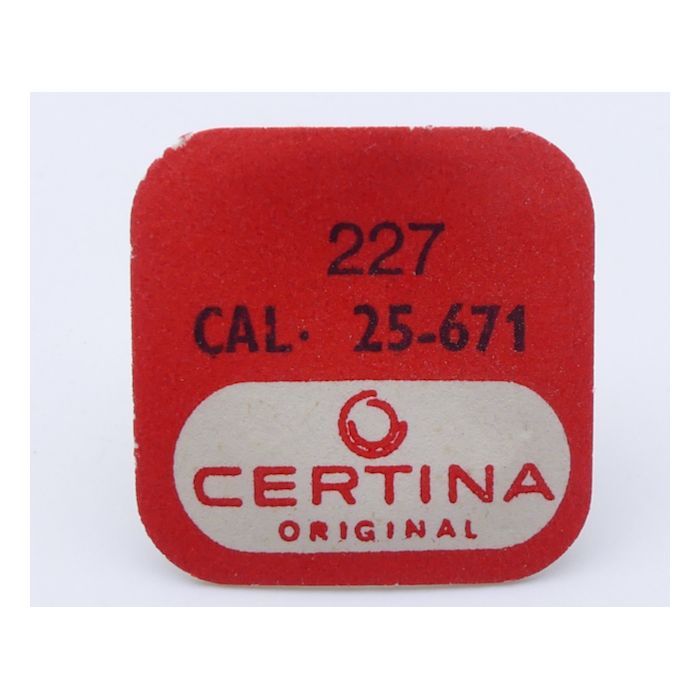 227
CAL. 25-671
CERTINA
ORIGINAL